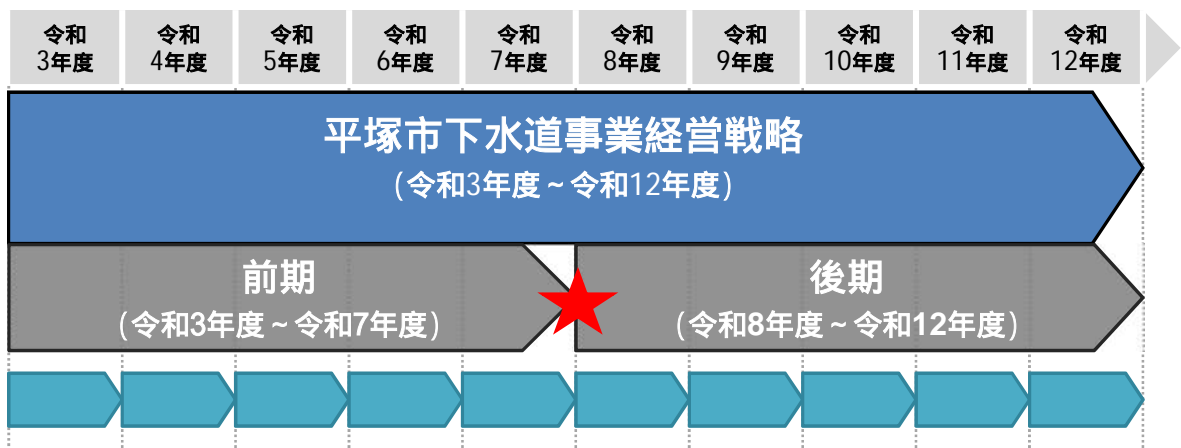 令和
3年度
令和
4年度
令和
5年度
令和
6年度
令和
7年度
令和
8年度
令和
9年度
令和
10年度
令和
11年度
令和
12年度
平塚市下水道事業経営戦略
(令和3年度～令和12年度)
前期
(令和3年度～令和7年度)
後期
(令和8年度～令和12年度)